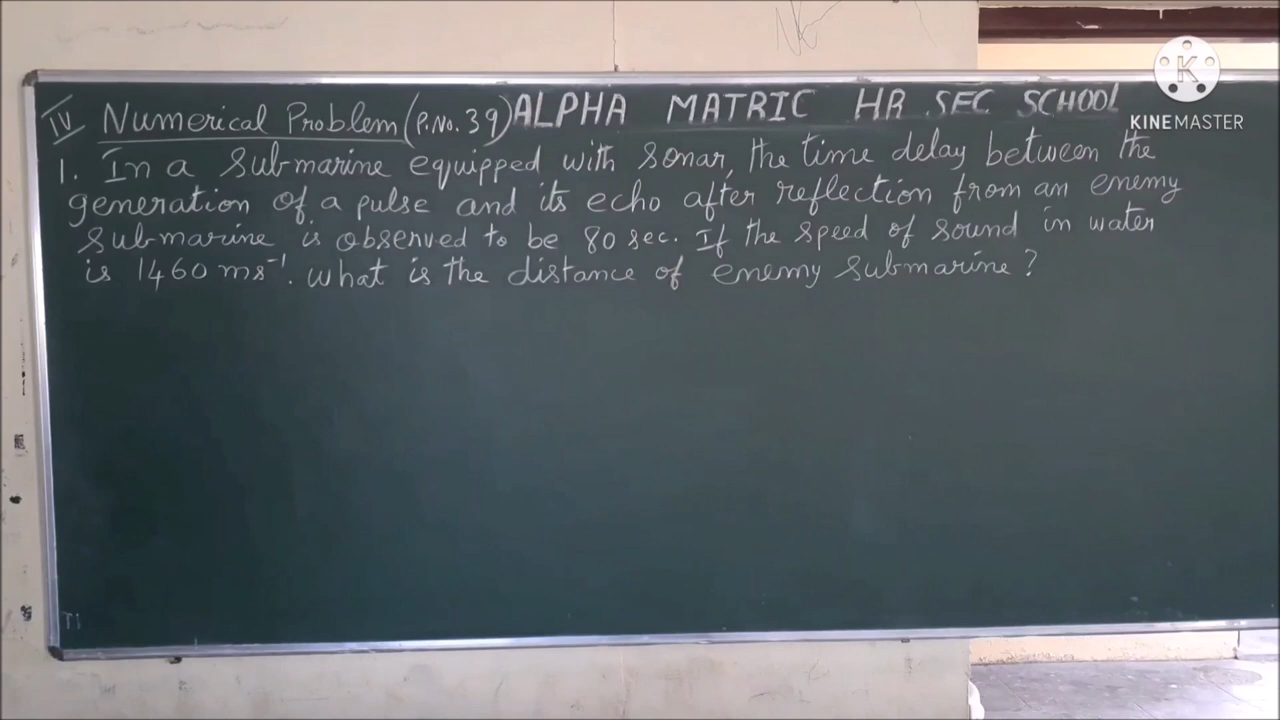 IV Numerical Problem (P.No. 39) ALPHA MATRIC HR SEC SCHOOL
1. In a submarine equipped with sonar, the time delay between the
generation of a pulse and its echo after reflection from an enemy
submarine is observed to be 80 sec. If the speed of sound in water
is 1460 ms⁻¹. What is the distance of enemy submarine?
K
KINEMASTER